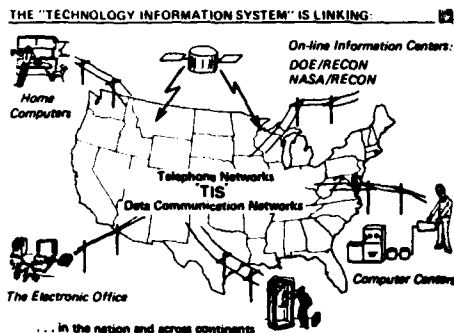 THE "TECHNOLOGY INFORMATION SYSTEM" IS LINKING:
On-line Information Centers:
DOE/RECON
NASA/RECON
Home
Computers
Telephone Networks
"TIS"
Data Communication Networks
Computer Centers
The Electronic Office
... in the nation and across continents